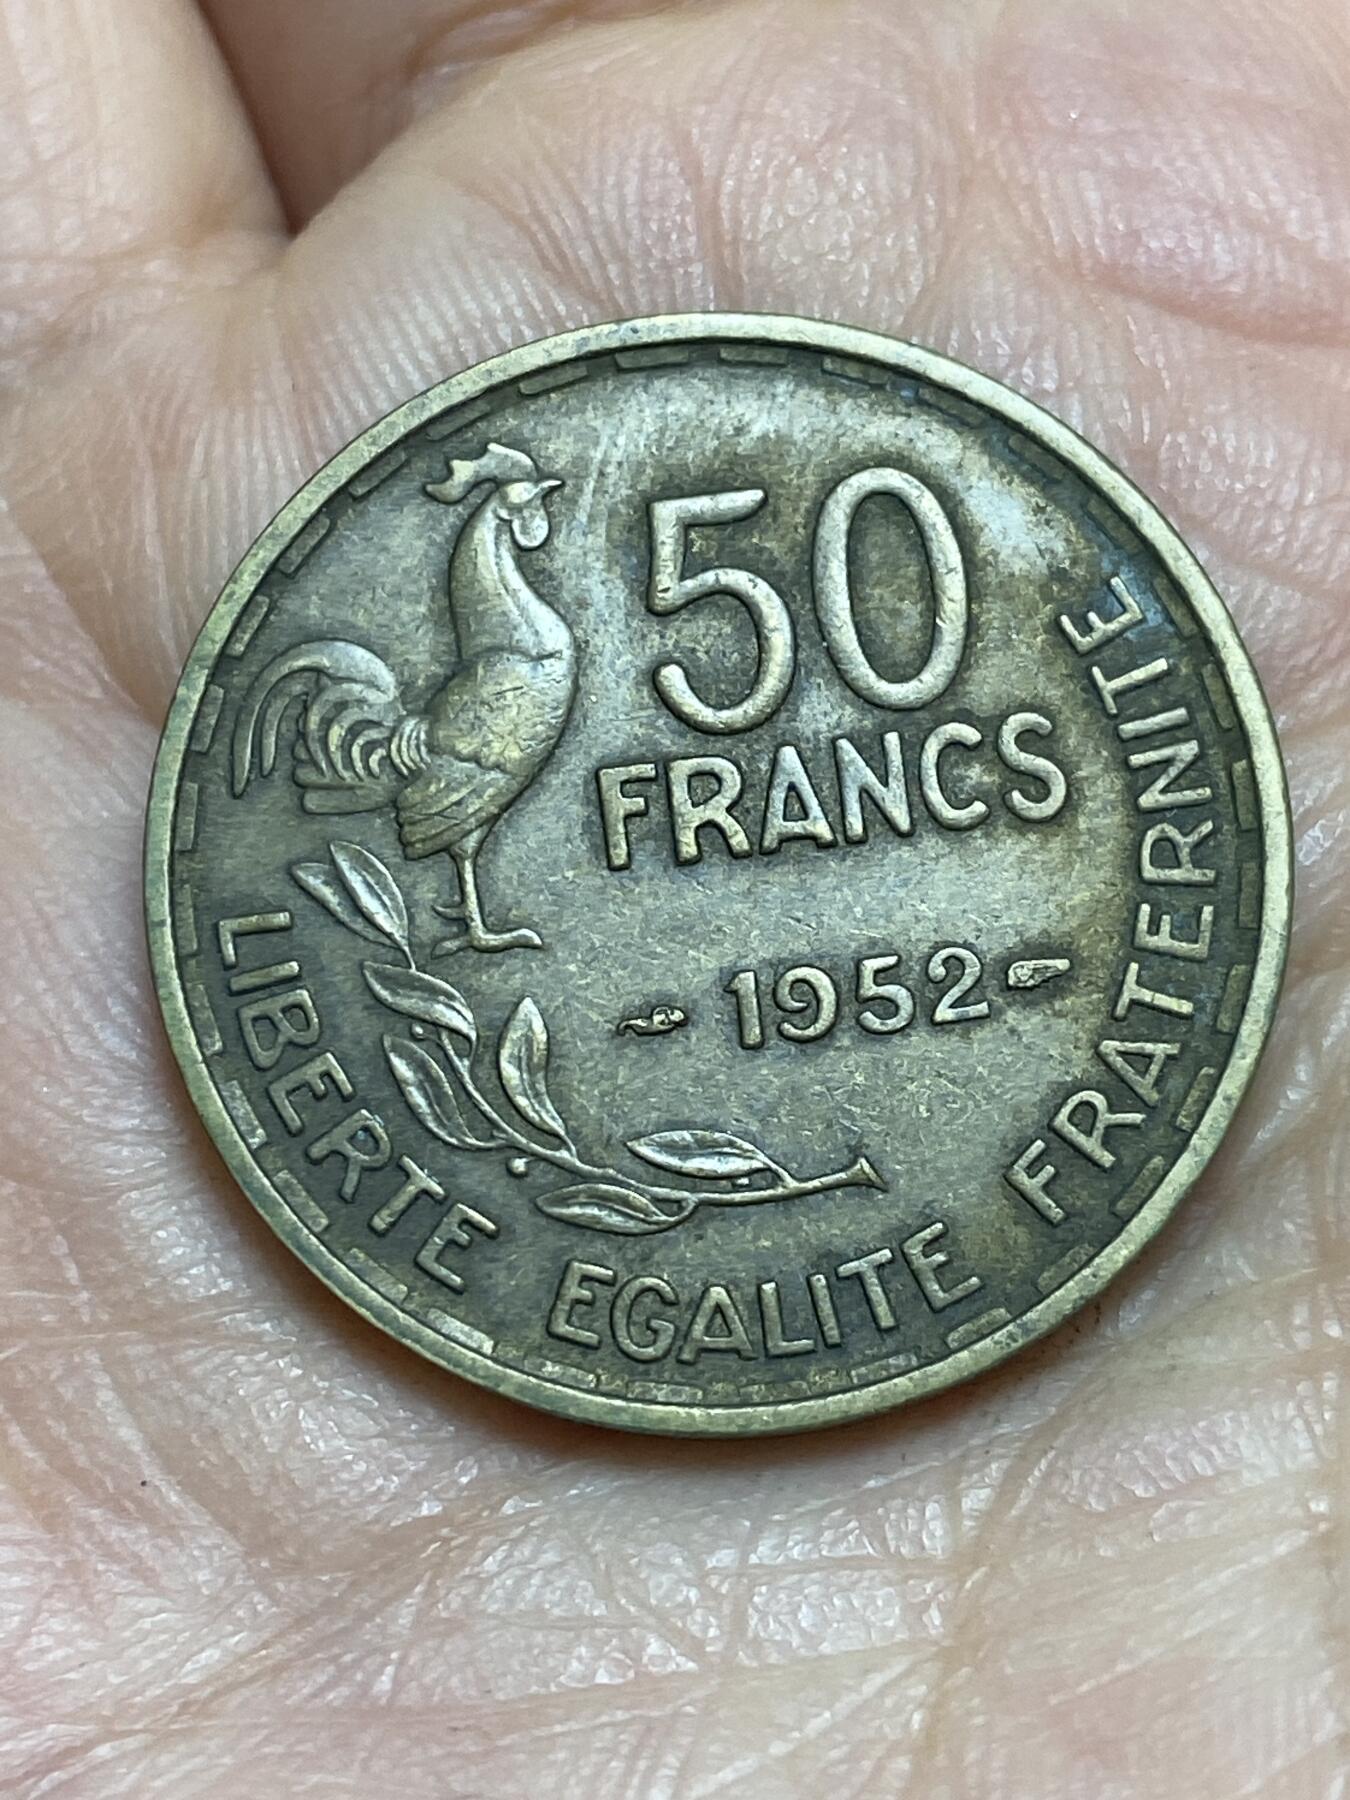 50
FRANCS
- 1952 -
LIBERTE EGALITE FRATERNITE